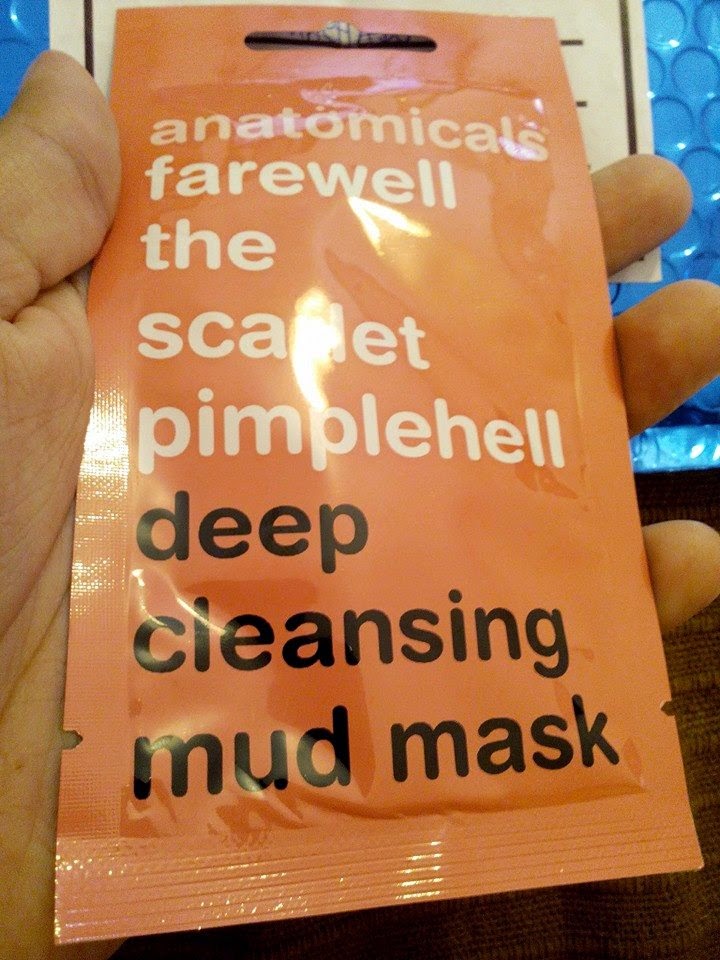 anatomicals
farewell
the
scarlet
pimplehell
deep
cleansing
mud mask